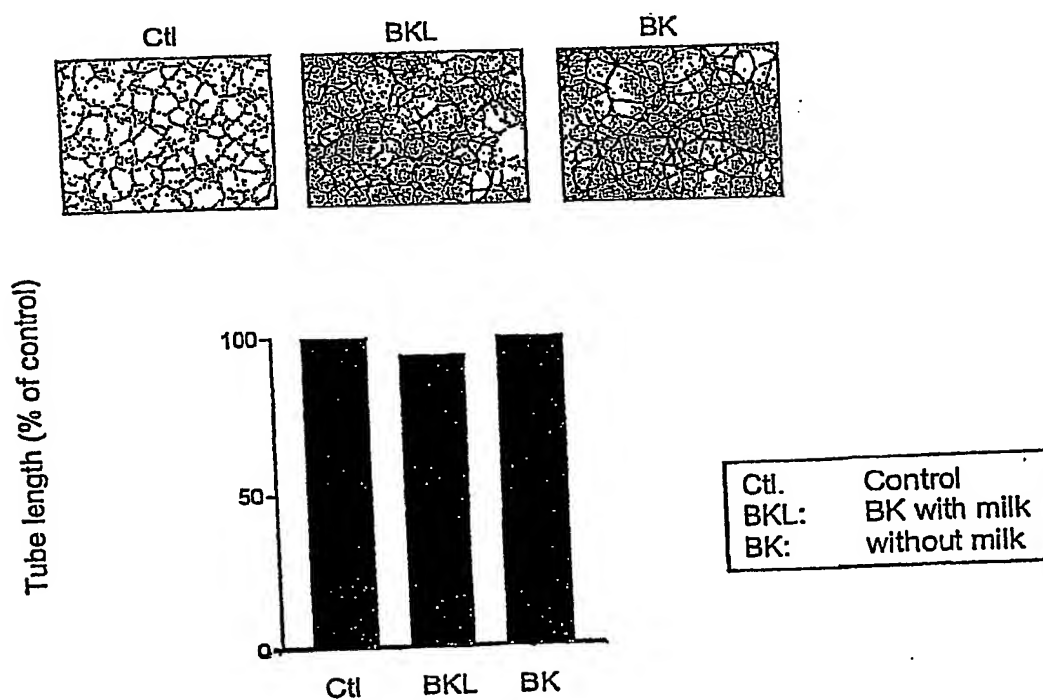 Ctl BKL BK
Tube length (% of control)
100
50
0
Ctl BKL BK
Ctl. Control
BKL: BK with milk
BK: without milk